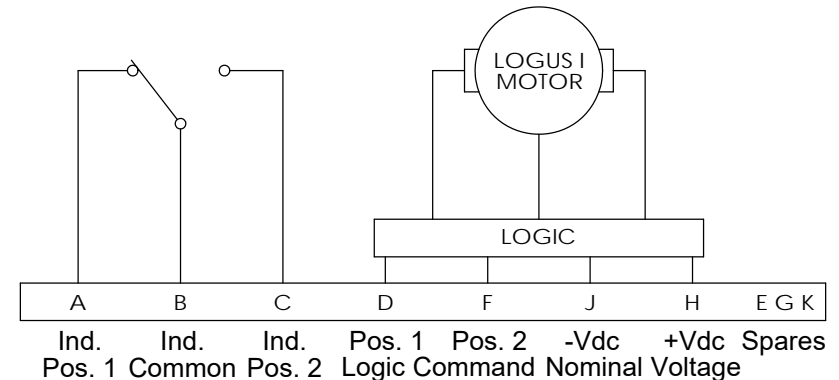 LOGUS I
MOTOR
LOGIC
A B C D F J H E G K
Ind. Ind. Ind. Pos. 1 Pos. 2 -Vdc +Vdc Spares
Pos. 1 Common Pos. 2 Logic Command Nominal Voltage